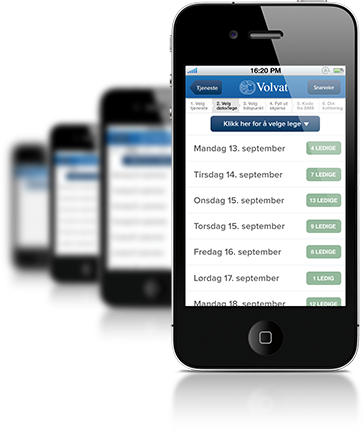 16:20 PM
Tjeneste Volvat Snarveier
1. Velg tjeneste 2. Velg dato/lege 3. Velg tidspunkt 4. Fyll ut skjema 5. Kode fra SMS 6. Din kvittering
Klikk her for å velge lege
Mandag 13. september 4 LEDIGE
Tirsdag 14. september 7 LEDIGE
Onsdag 15. september 13 LEDIGE
Torsdag 15. september 9 LEDIGE
Fredag 16. september 6 LEDIGE
Lørdag 17. september 1 LEDIG
Mandag 18. september 12 LEDIGE